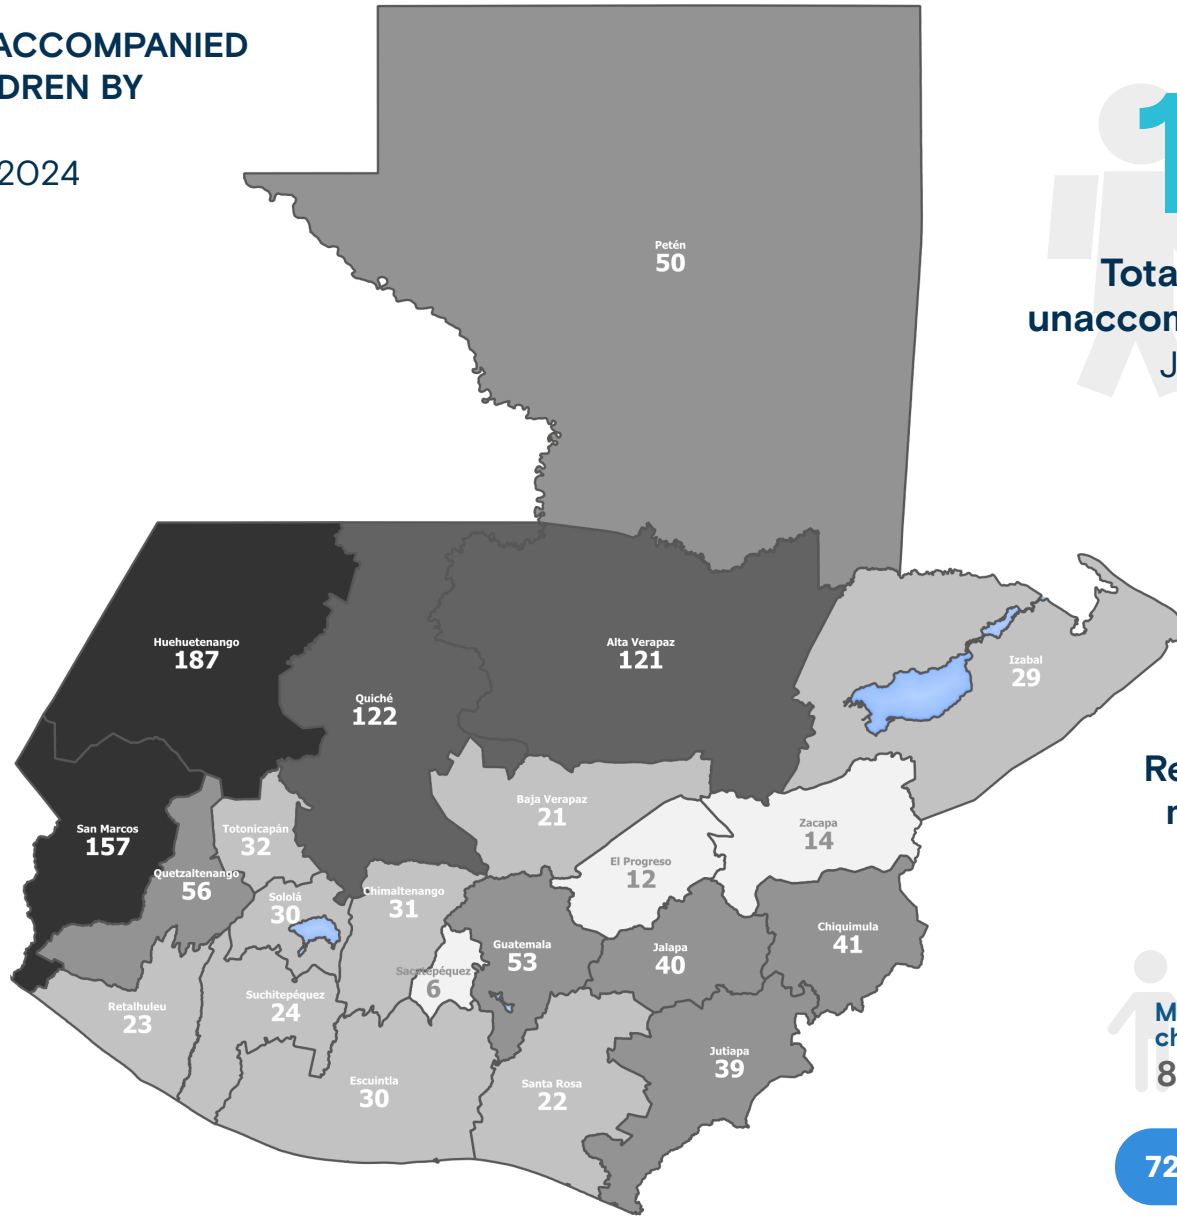 ACCOMPANIED
DREN BY
2024
1
Tota
unaccom
J
Petén
50
Huehuetenango
187
Quiché
122
Alta Verapaz
121
Izabal
29
San Marcos
157
Totonicapán
32
Quetzaltenango
56
Baja Verapaz
21
Zacapa
14
El Progreso
12
Sololá
30
Chimaltenango
31
Guatemala
53
Jalapa
40
Chiquimula
41
Sacatepéquez
6
Retalhuleu
23
Suchitepéquez
24
Escuintla
30
Santa Rosa
22
Jutiapa
39
Re
r
M
ch
8
72